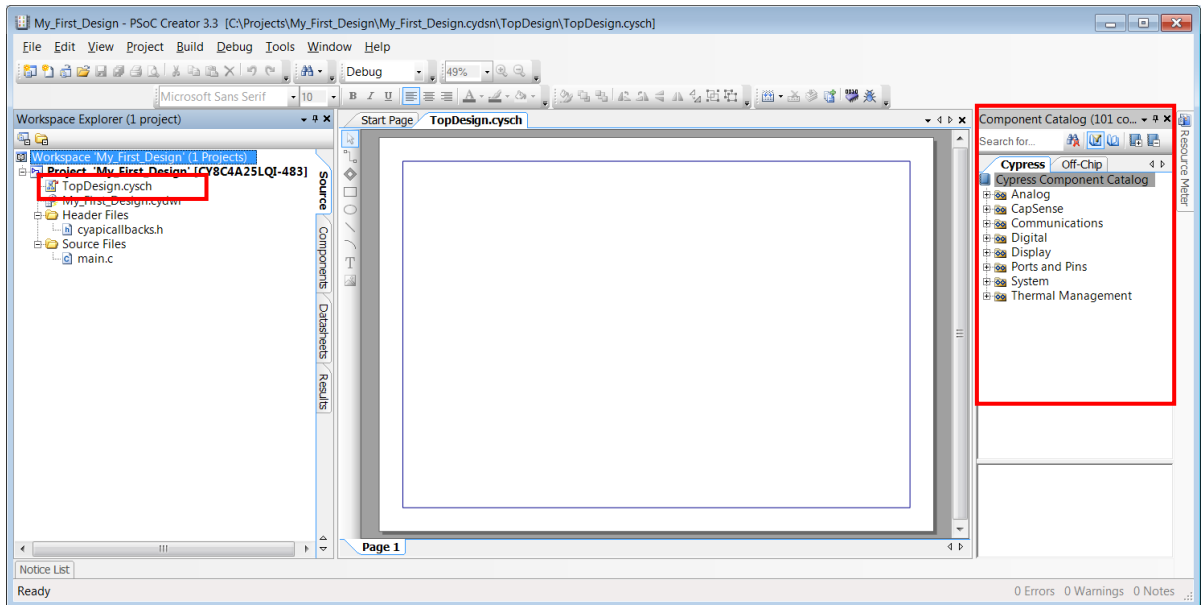 My_First_Design - PSoC Creator 3.3 [C:\Projects\My_First_Design\My_First_Design.cydsn\TopDesign\TopDesign.cysch]
File Edit View Project Build Debug Tools Window Help
Debug 49%
Microsoft Sans Serif 10 B I U A
Workspace Explorer (1 project)
Workspace 'My_First_Design' (1 Projects)
Project 'My_First_Design' [CY8C4A25LQI-483]
TopDesign.cysch
My_First_Design.cydwr
Header Files
cyapicallbacks.h
Source Files
main.c
Source
Components
Datasheets
Results
Start Page TopDesign.cysch
T
Page 1
Component Catalog (101 co...
Search for...
Cypress Off-Chip
Cypress Component Catalog
Analog
CapSense
Communications
Digital
Display
Ports and Pins
System
Thermal Management
Resource Meter
Notice List
Ready 0 Errors 0 Warnings 0 Notes